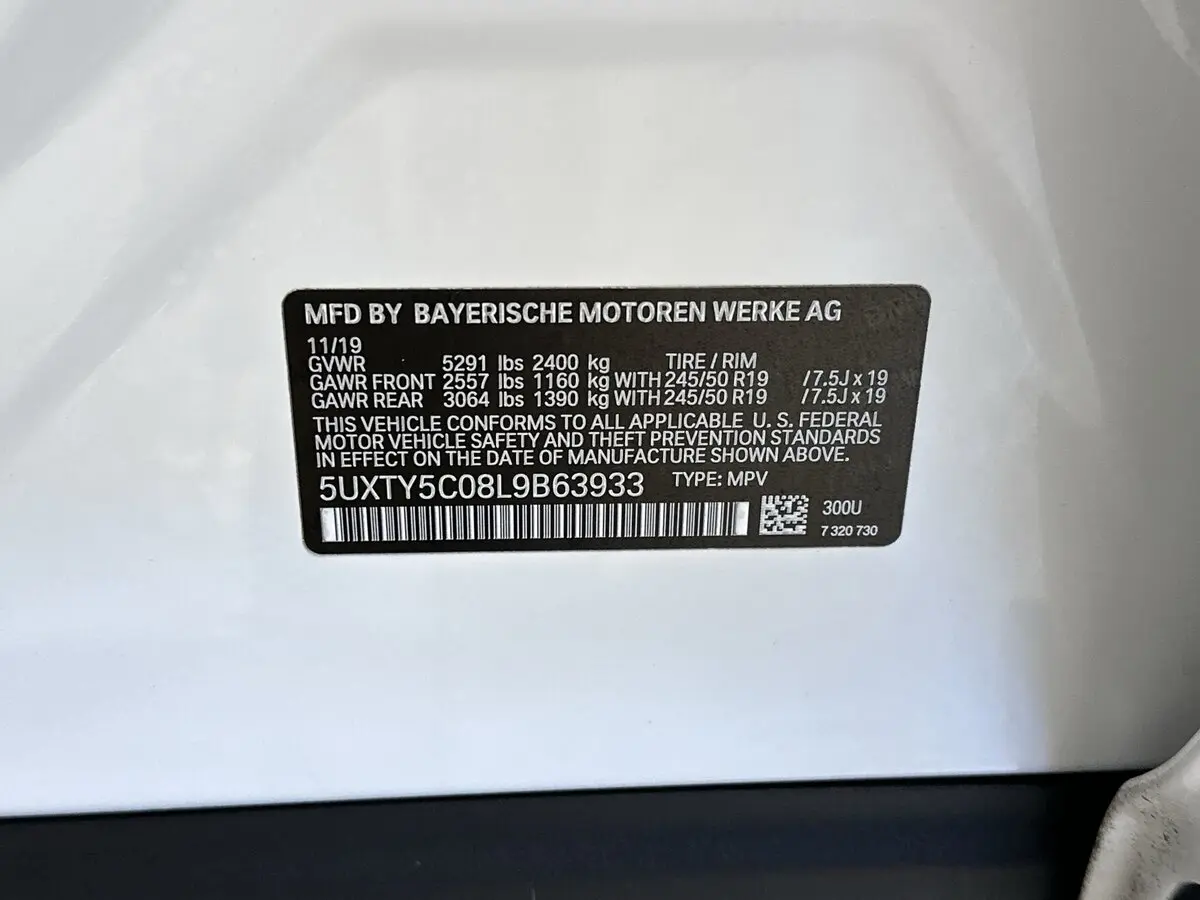 MFD BY BAYERISCHE MOTOREN WERKE AG
11/19
GVWR 5291 lbs 2400 kg TIRE / RIM
GAWR FRONT 2557 lbs 1160 kg WITH 245/50 R19 / 7.5J x 19
GAWR REAR 3064 lbs 1390 kg WITH 245/50 R19 / 7.5J x 19
THIS VEHICLE CONFORMS TO ALL APPLICABLE U. S. FEDERAL
MOTOR VEHICLE SAFETY AND THEFT PREVENTION STANDARDS
IN EFFECT ON THE DATE OF MANUFACTURE SHOWN ABOVE.
5UXTY5C08L9B63933 TYPE: MPV
300U
7 320 730